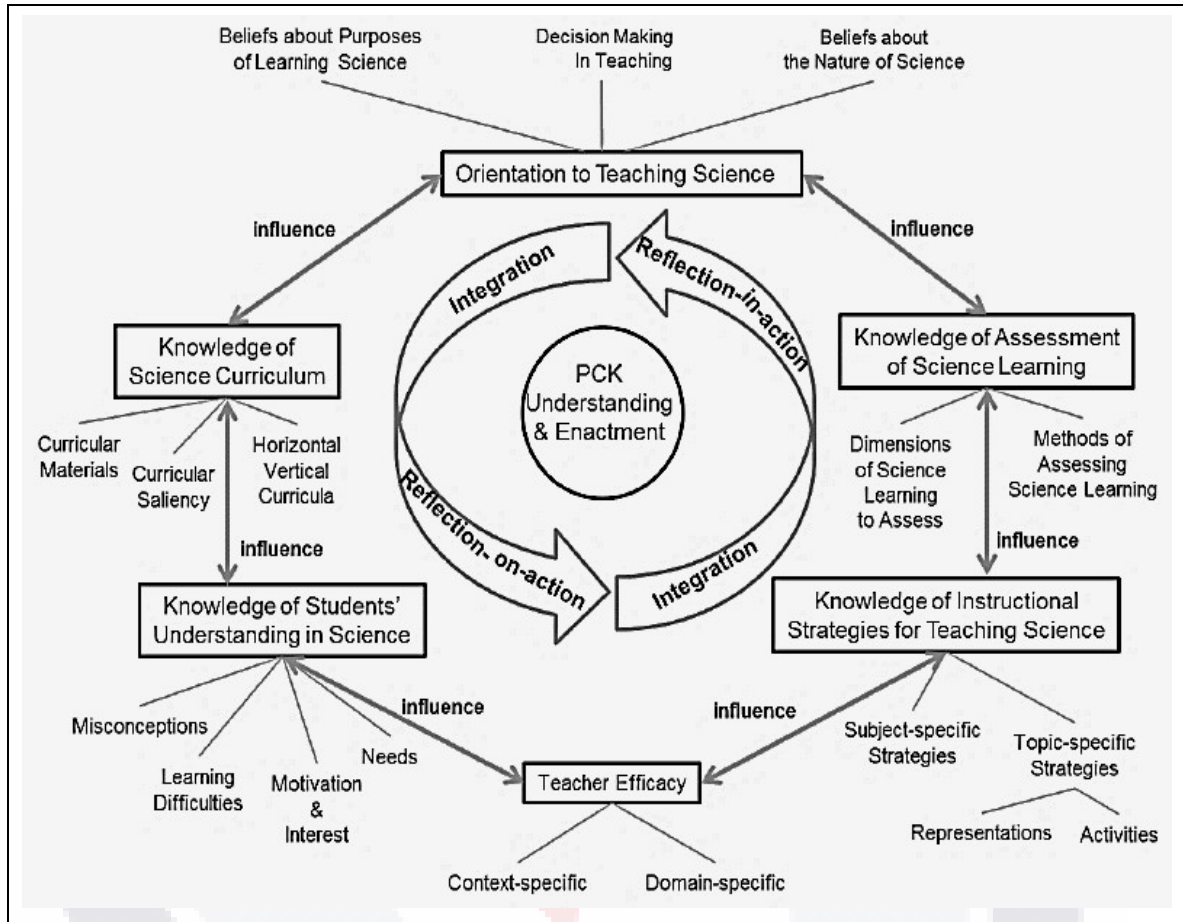 Beliefs about Purposes
of Learning Science
Decision Making
In Teaching
Beliefs about
the Nature of Science
Orientation to Teaching Science
influence
influence
Integration
Reflection-in-action
Knowledge of
Science Curriculum
PCK
Understanding
& Enactment
Knowledge of Assessment
of Science Learning
Curricular
Materials
Curricular
Saliency
Horizontal
Vertical
Curricula
Dimensions
of Science
Learning
to Assess
Methods of
Assessing
Science Learning
influence
influence
Reflection- on-action
Integration
Knowledge of Students'
Understanding in Science
Knowledge of Instructional
Strategies for Teaching Science
Misconceptions
Learning
Difficulties
Motivation
&
Interest
Needs
influence
influence
Subject-specific
Strategies
Topic-specific
Strategies
Representations
Activities
Teacher Efficacy
Context-specific
Domain-specific